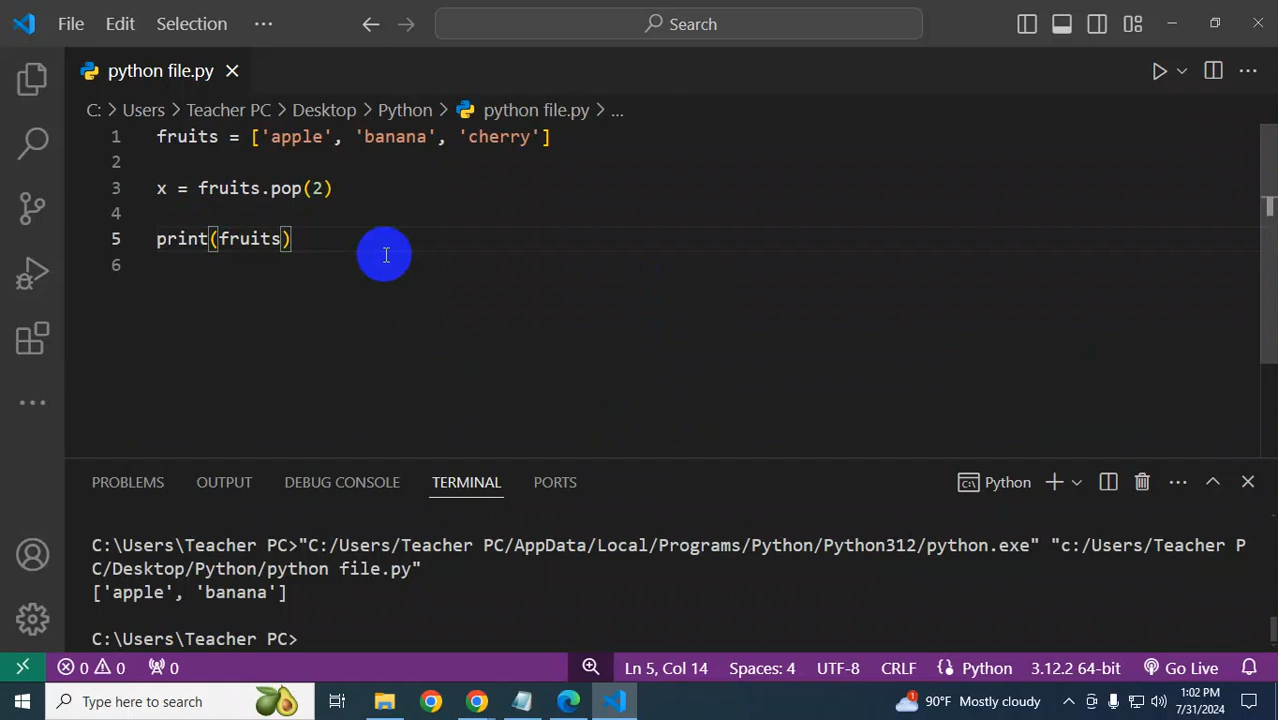 File Edit Selection ··· Search
python file.py
C: > Users > Teacher PC > Desktop > Python > python file.py > ...
1 fruits = ['apple', 'banana', 'cherry']
2
3 x = fruits.pop(2)
4
5 print(fruits)
6
PROBLEMS OUTPUT DEBUG CONSOLE TERMINAL PORTS Python
C:\Users\Teacher PC>"C:/Users/Teacher PC/AppData/Local/Programs/Python/Python312/python.exe" "c:/Users/Teacher P
C/Desktop/Python/python file.py"
['apple', 'banana']
C:\Users\Teacher PC>
0 0 0 Ln 5, Col 14 Spaces: 4 UTF-8 CRLF Python 3.12.2 64-bit Go Live
Type here to search 1 90°F Mostly cloudy 1:02 PM
7/31/2024